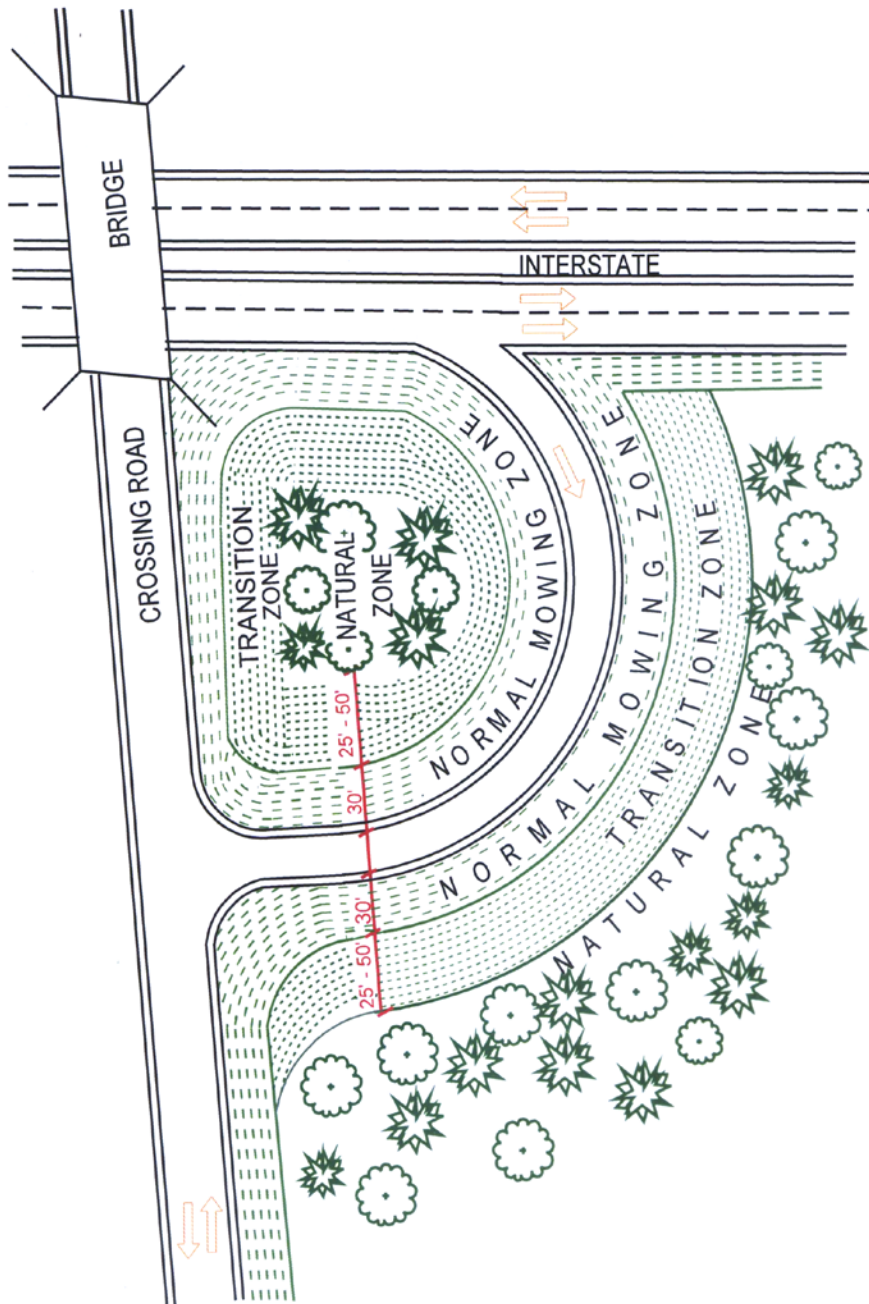 BRIDGE
INTERSTATE
CROSSING ROAD
TRANSITION
ZONE
NATURAL
ZONE
NORMAL MOWING ZONE
NORMAL MOWING ZONE
TRANSITION ZONE
NATURAL ZONE
25' - 50'
30'
30'
25' - 50'